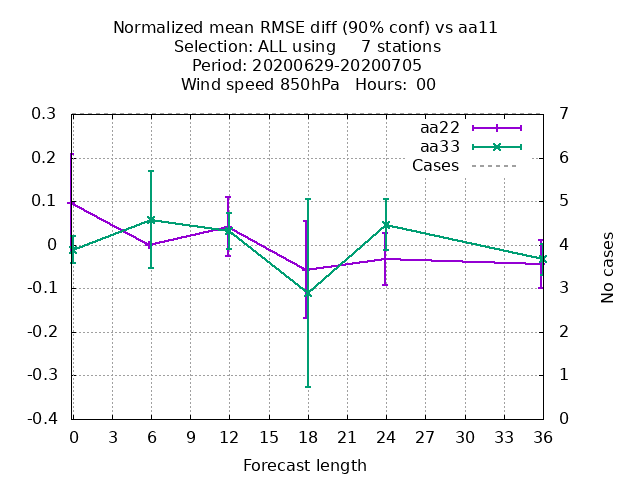 Normalized mean RMSE diff (90% conf) vs aa11
Selection: ALL using     7 stations
Period: 20200629-20200705
Wind speed 850hPa   Hours:  00
0.3
0.2
0.1
0
-0.1
-0.2
-0.3
-0.4
7
6
5
4
3
2
1
0
aa22
aa33
Cases
No cases
0 3 6 9 12 15 18 21 24 27 30 33 36
Forecast length